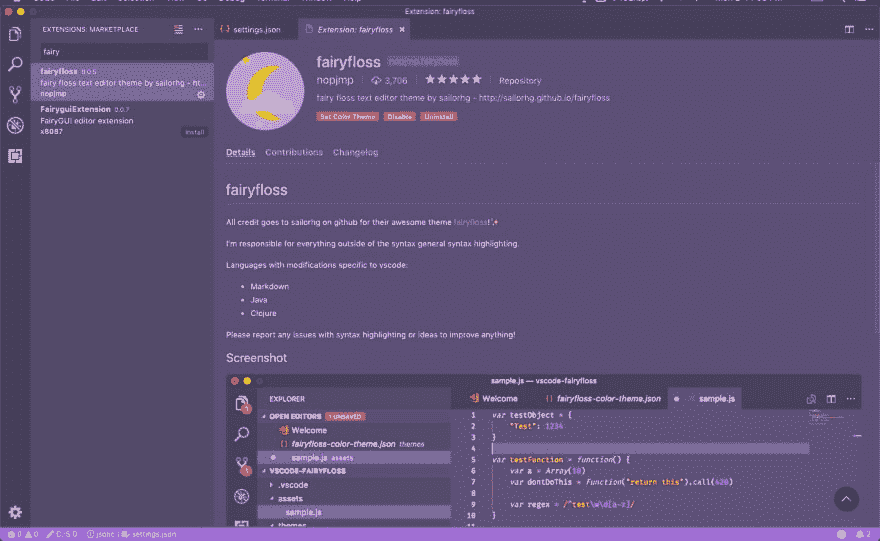 Extension: fairyfloss
EXTENSIONS: MARKETPLACE
fairy
fairyfloss 0.0.5
fairy floss text editor theme by sailorhg - ht...
nopjmp
FairyguiExtension 0.0.7
FairyGUI editor extension
x8087
Install
settings.json
Extension: fairyfloss
fairyfloss nopjmp.fairyfloss
nopjmp 3,706 Repository
fairy floss text editor theme by sailorhg - http://sailorhg.github.io/fairyfloss
Set Color Theme Disable Uninstall
Details Contributions Changelog
fairyfloss
All credit goes to sailorhg on github for their awesome theme fairyfloss!
I'm responsible for everything outside of the syntax general syntax highlighting.
Languages with modifications specific to vscode:
Markdown
Java
Clojure
Please report any issues with syntax highlighting or ideas to improve anything!
Screenshot
sample.js — vscode-fairyfloss
EXPLORER
OPEN EDITORS 1 UNSAVED
Welcome
fairyfloss-color-theme.json themes
sample.js assets
VSCODE-FAIRYFLOSS
.vscode
assets
sample.js
themes
Welcome {} fairyfloss-color-theme.json sample.js
1 var testObject = {
2 "Test": 1234
3 }
4
5 var testFunction = function() {
6 var a = Array(10)
7 var dontDoThis = Function("return this").call(420)
8
9 var regex = /^test\w\d[a-z]/
10 }
0 0 jsonc settings.json 2